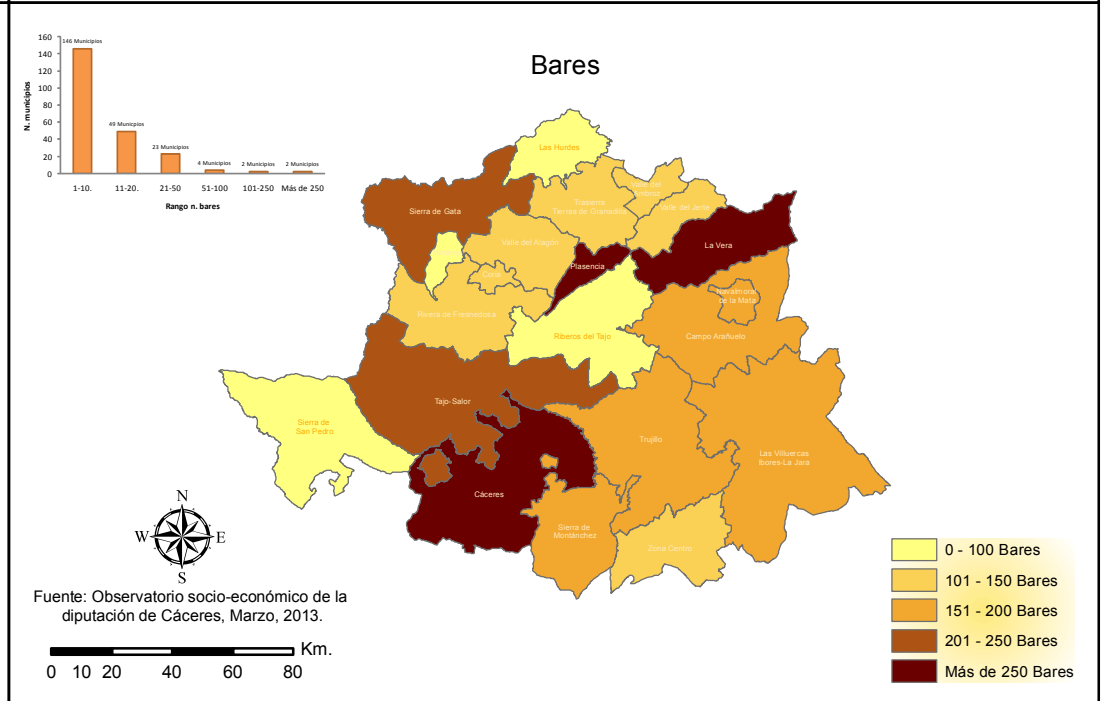 160
140
120
100
80
60
40
20
0
N. municipios
146 Municipios
49 Municpios
23 Municipios
4 Municipios
2 Municipios
2 Municipios
1-10.
11-20.
21-50
51-100
101-250
Más de 250
Rango n. bares
Bares
Las Hurdes
Sierra de Gata
Trasierra
Tierras de Granadilla
Valle del
Ambroz
Valle del Jerte
La Vera
Valle del Alagón
Plasencia
Coria
Navalmoral
de la Mata
Rivera de Fresnedosa
Riberos del Tajo
Campo Arañuelo
Tajo-Salor
Sierra de
San Pedro
Trujillo
Las Villuercas
Ibores-La Jara
Cáceres
Sierra de
Montánchez
Zona Centro
N
W
E
S
Fuente: Observatorio socio-económico de la
diputación de Cáceres, Marzo, 2013.
Km.
0 10 20 40 60 80
0 - 100 Bares
101 - 150 Bares
151 - 200 Bares
201 - 250 Bares
Más de 250 Bares